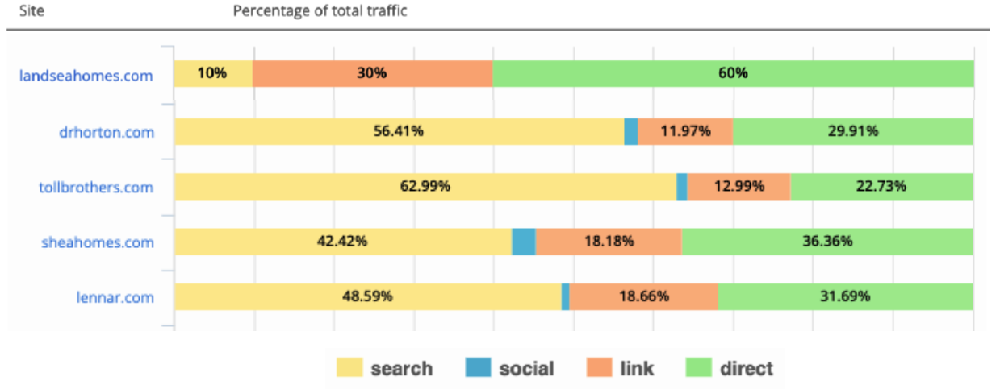 Site Percentage of total traffic
landseahomes.com 10% 30% 60%
drhorton.com 56.41% 11.97% 29.91%
tollbrothers.com 62.99% 12.99% 22.73%
sheahomes.com 42.42% 18.18% 36.36%
lennar.com 48.59% 18.66% 31.69%
search social link direct